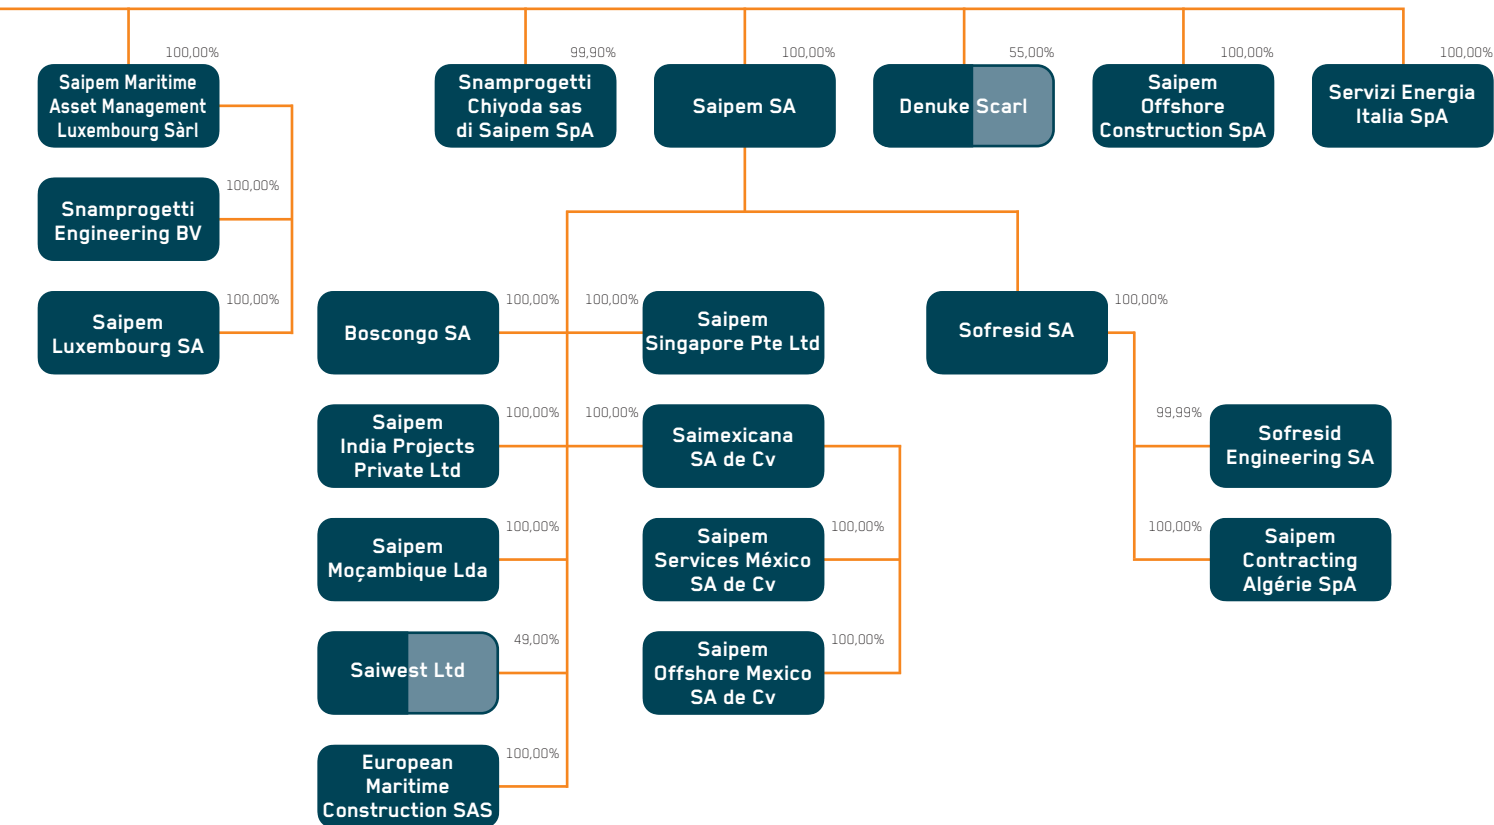 100,00%
Saipem Maritime
Asset Management
Luxembourg Sàrl
99,90%
Snamprogetti
Chiyoda sas
di Saipem SpA
100,00%
Saipem SA
55,00%
Denuke Scarl
100,00%
Saipem
Offshore
Construction SpA
100,00%
Servizi Energia
Italia SpA
100,00%
Snamprogetti
Engineering BV
100,00%
Saipem
Luxembourg SA
100,00%
Boscongo SA
100,00%
Saipem
Singapore Pte Ltd
100,00%
Sofresid SA
100,00%
Saipem
India Projects
Private Ltd
100,00%
Saimexicana
SA de Cv
99,99%
Sofresid
Engineering SA
100,00%
Saipem
Moçambique Lda
100,00%
Saipem
Services México
SA de Cv
100,00%
Saipem
Contracting
Algérie SpA
49,00%
Saiwest Ltd
100,00%
Saipem
Offshore Mexico
SA de Cv
100,00%
European
Maritime
Construction SAS